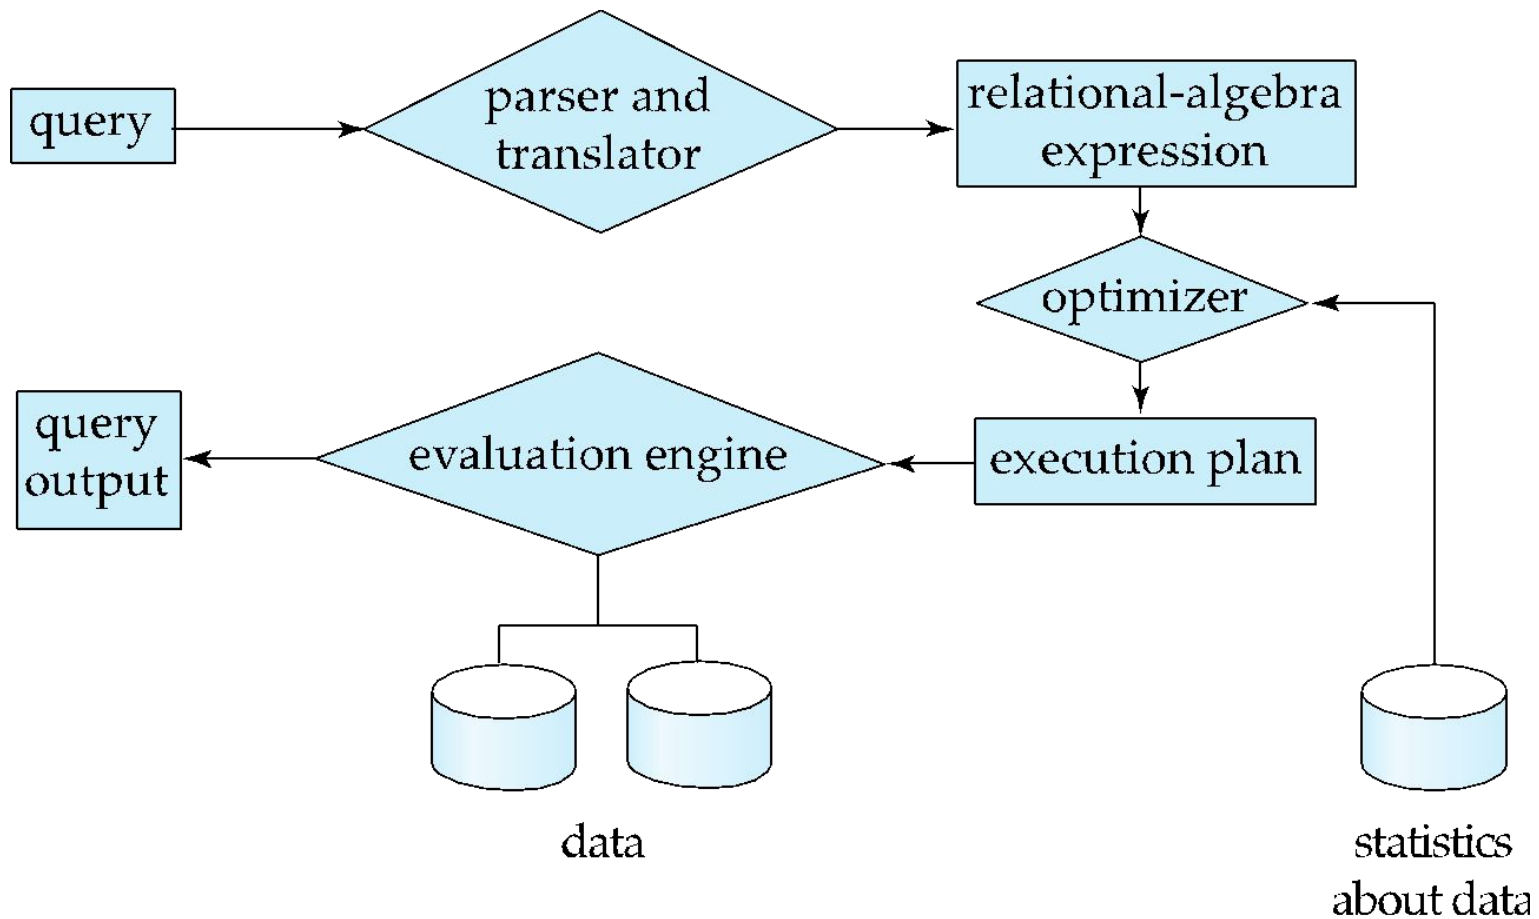 query
parser and
translator
relational-algebra
expression
optimizer
query
output
evaluation engine
execution plan
data
statistics
about data